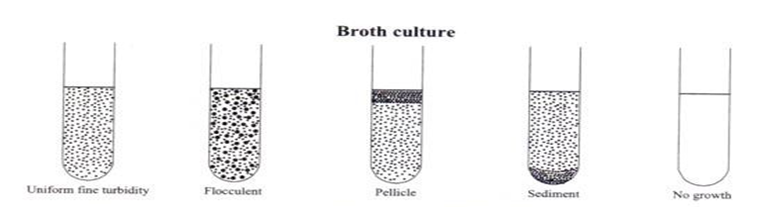 Broth culture
Uniform fine turbidity
Flocculent
Pellicle
Sediment
No growth